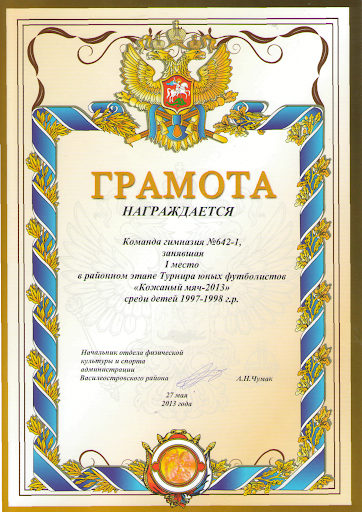 ГРАМОТА
НАГРАЖДАЕТСЯ
Команда гимназия №642-1,
занявшая
1 место
в районном этапе Турнира юных футболистов
«Кожаный мяч-2013»
среди детей 1997-1998 г.р.
Начальник отдела физической
культуры и спорта
администрации
Василеостровского района А.Н.Чумак
27 мая
2013 года